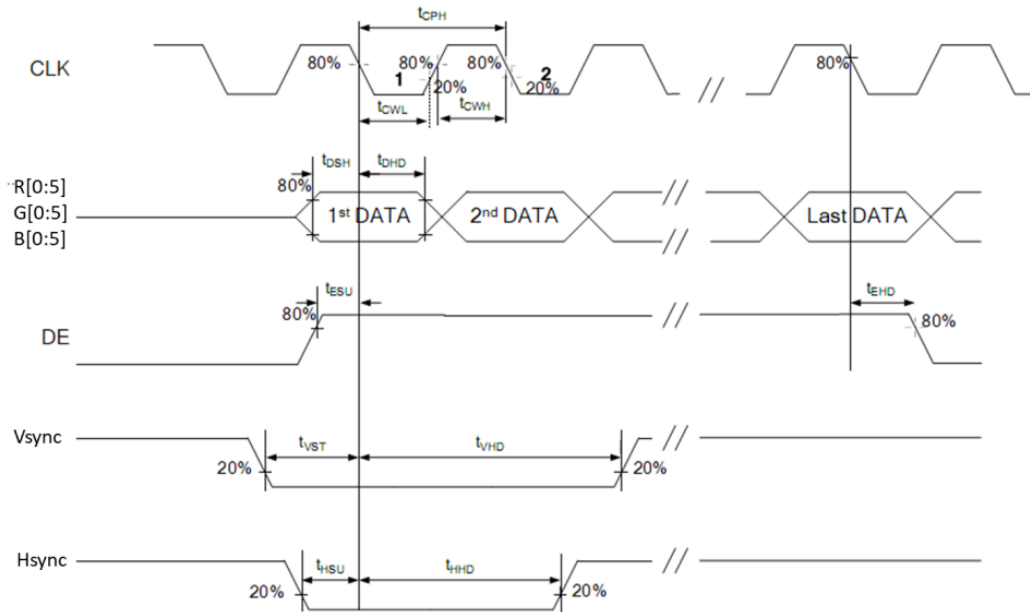 tCPH
CLK
80%
80%
80%
80%
1
2
20%
20%
tCWL
tCWH
tDSH
tDHD
80%
R[0:5]
G[0:5]
B[0:5]
1st DATA
2nd DATA
Last DATA
tESU
tEHD
80%
80%
DE
Vsync
tVST
tVHD
20%
20%
Hsync
tHSU
tHHD
20%
20%